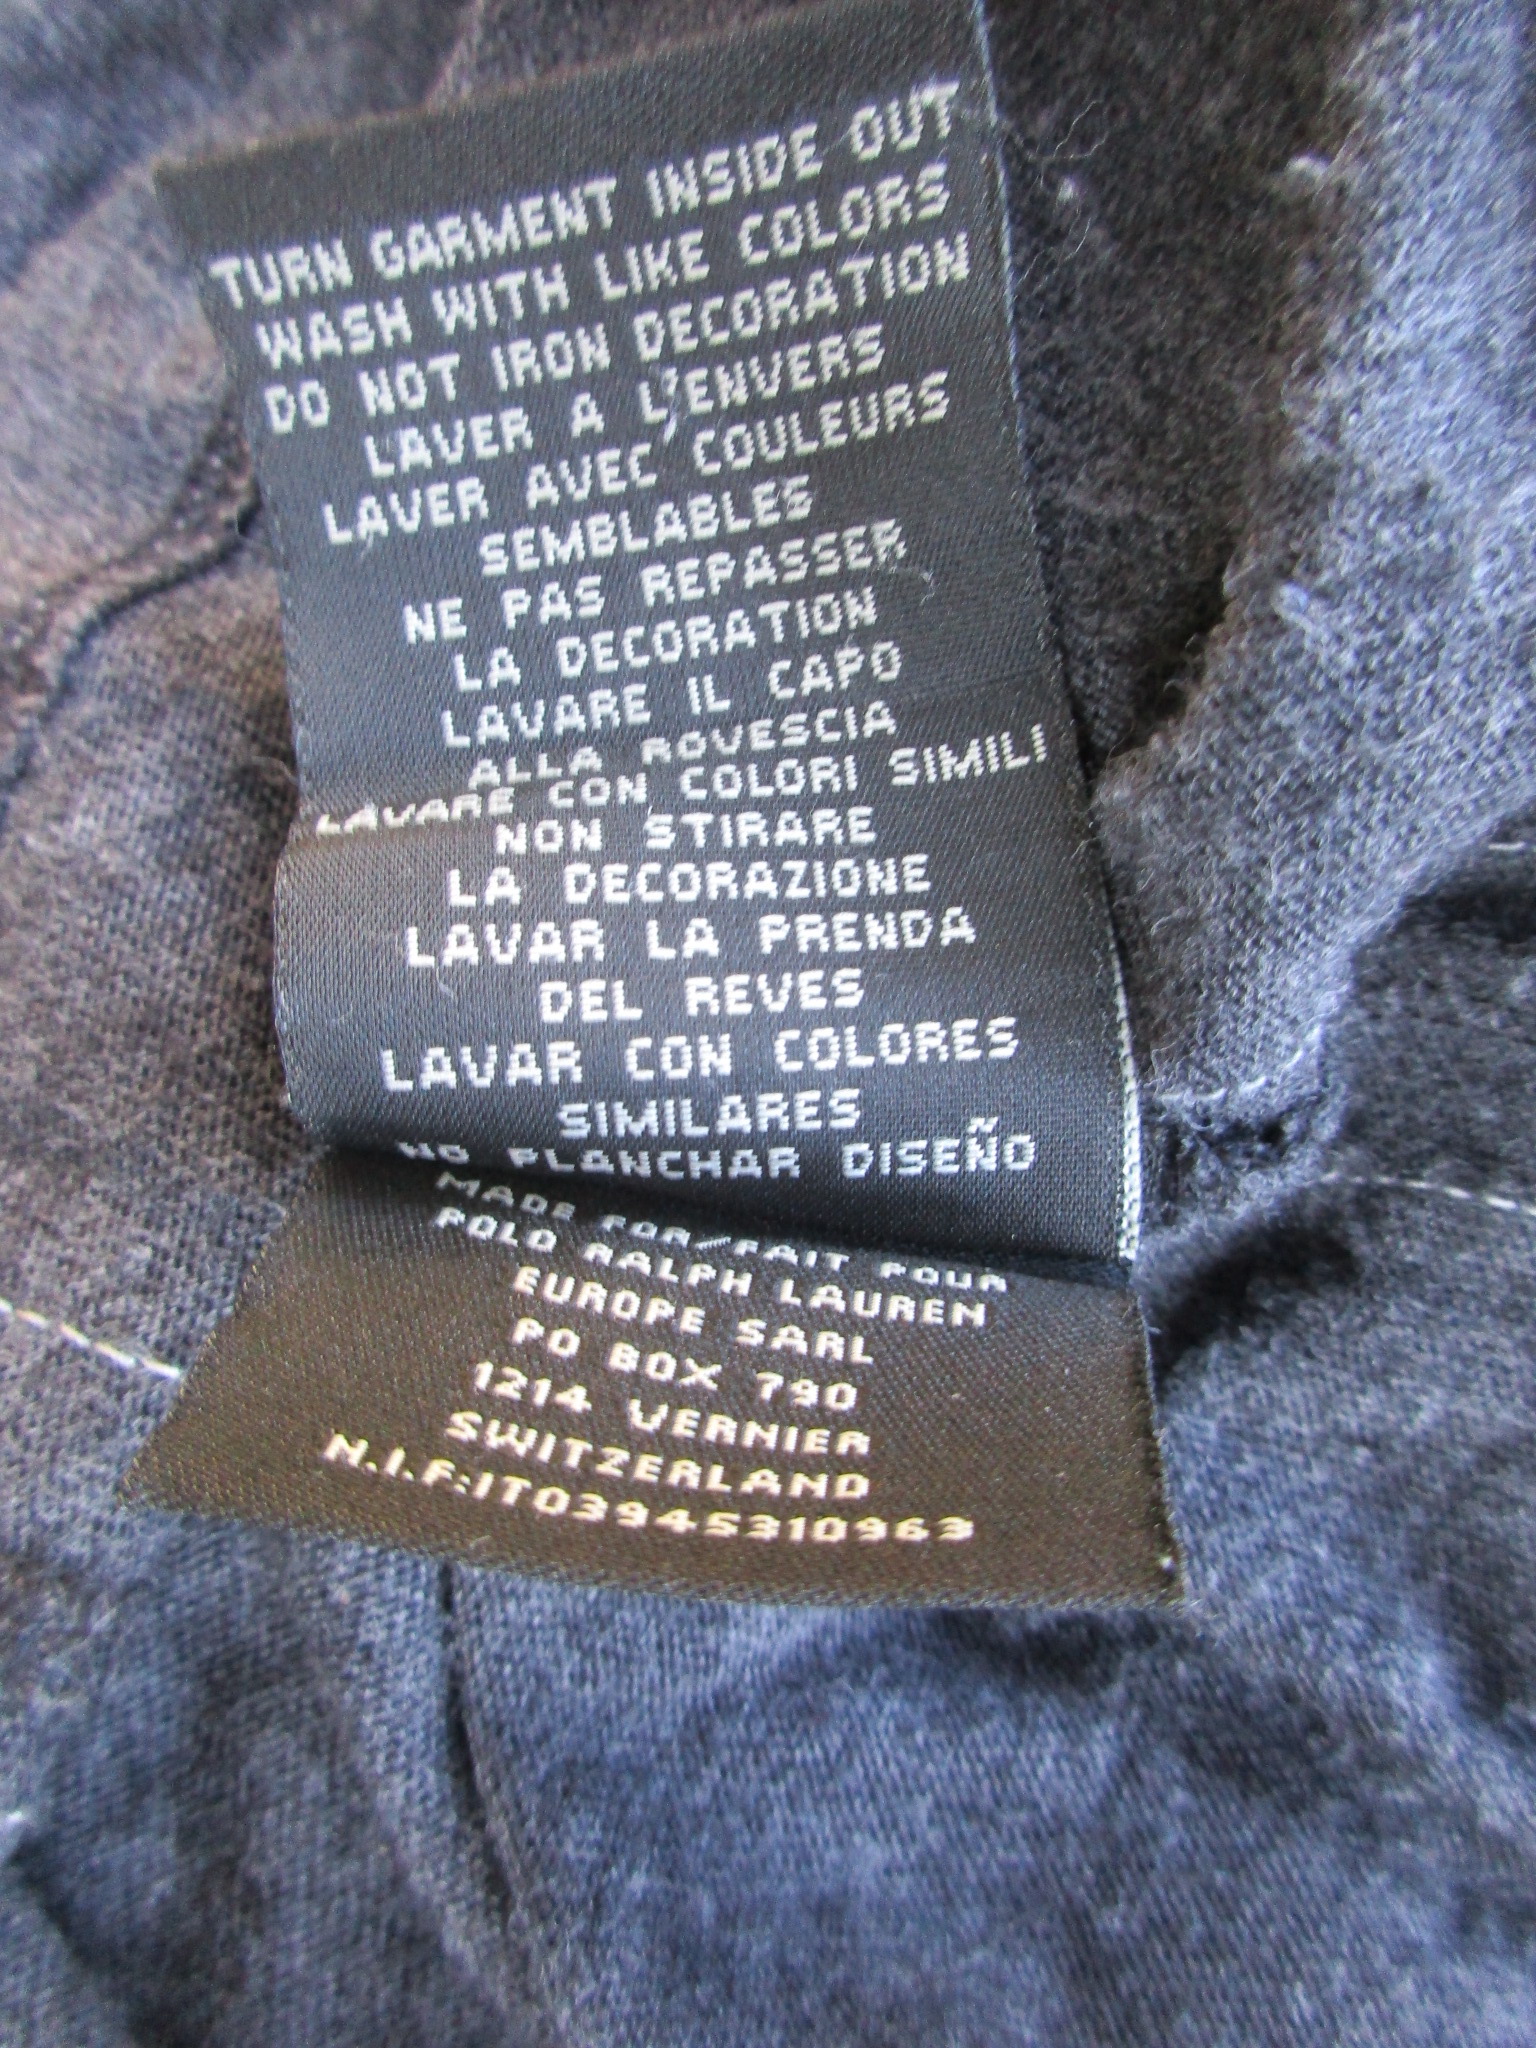 TURN GARMENT INSIDE OUT
WASH WITH LIKE COLORS
DO NOT IRON DECORATION
LAVER A L'ENVERS
LAVER AVEC COULEURS
SEMBLABLES
NE PAS REPASSER
LA DECORATION
LAVARE IL CAPO
ALLA ROVESCIA
LAVARE CON COLORI SIMILI
NON STIRARE
LA DECORAZIONE
LAVAR LA PRENDA
DEL REVES
LAVAR CON COLORES
SIMILARES
NO PLANCHAR DISEÑO
MADE FOR/FAIT POUR
POLO RALPH LAUREN
EUROPE SARL
PO BOX 790
1214 VERNIER
SWITZERLAND
N.I.F:IT03945310963